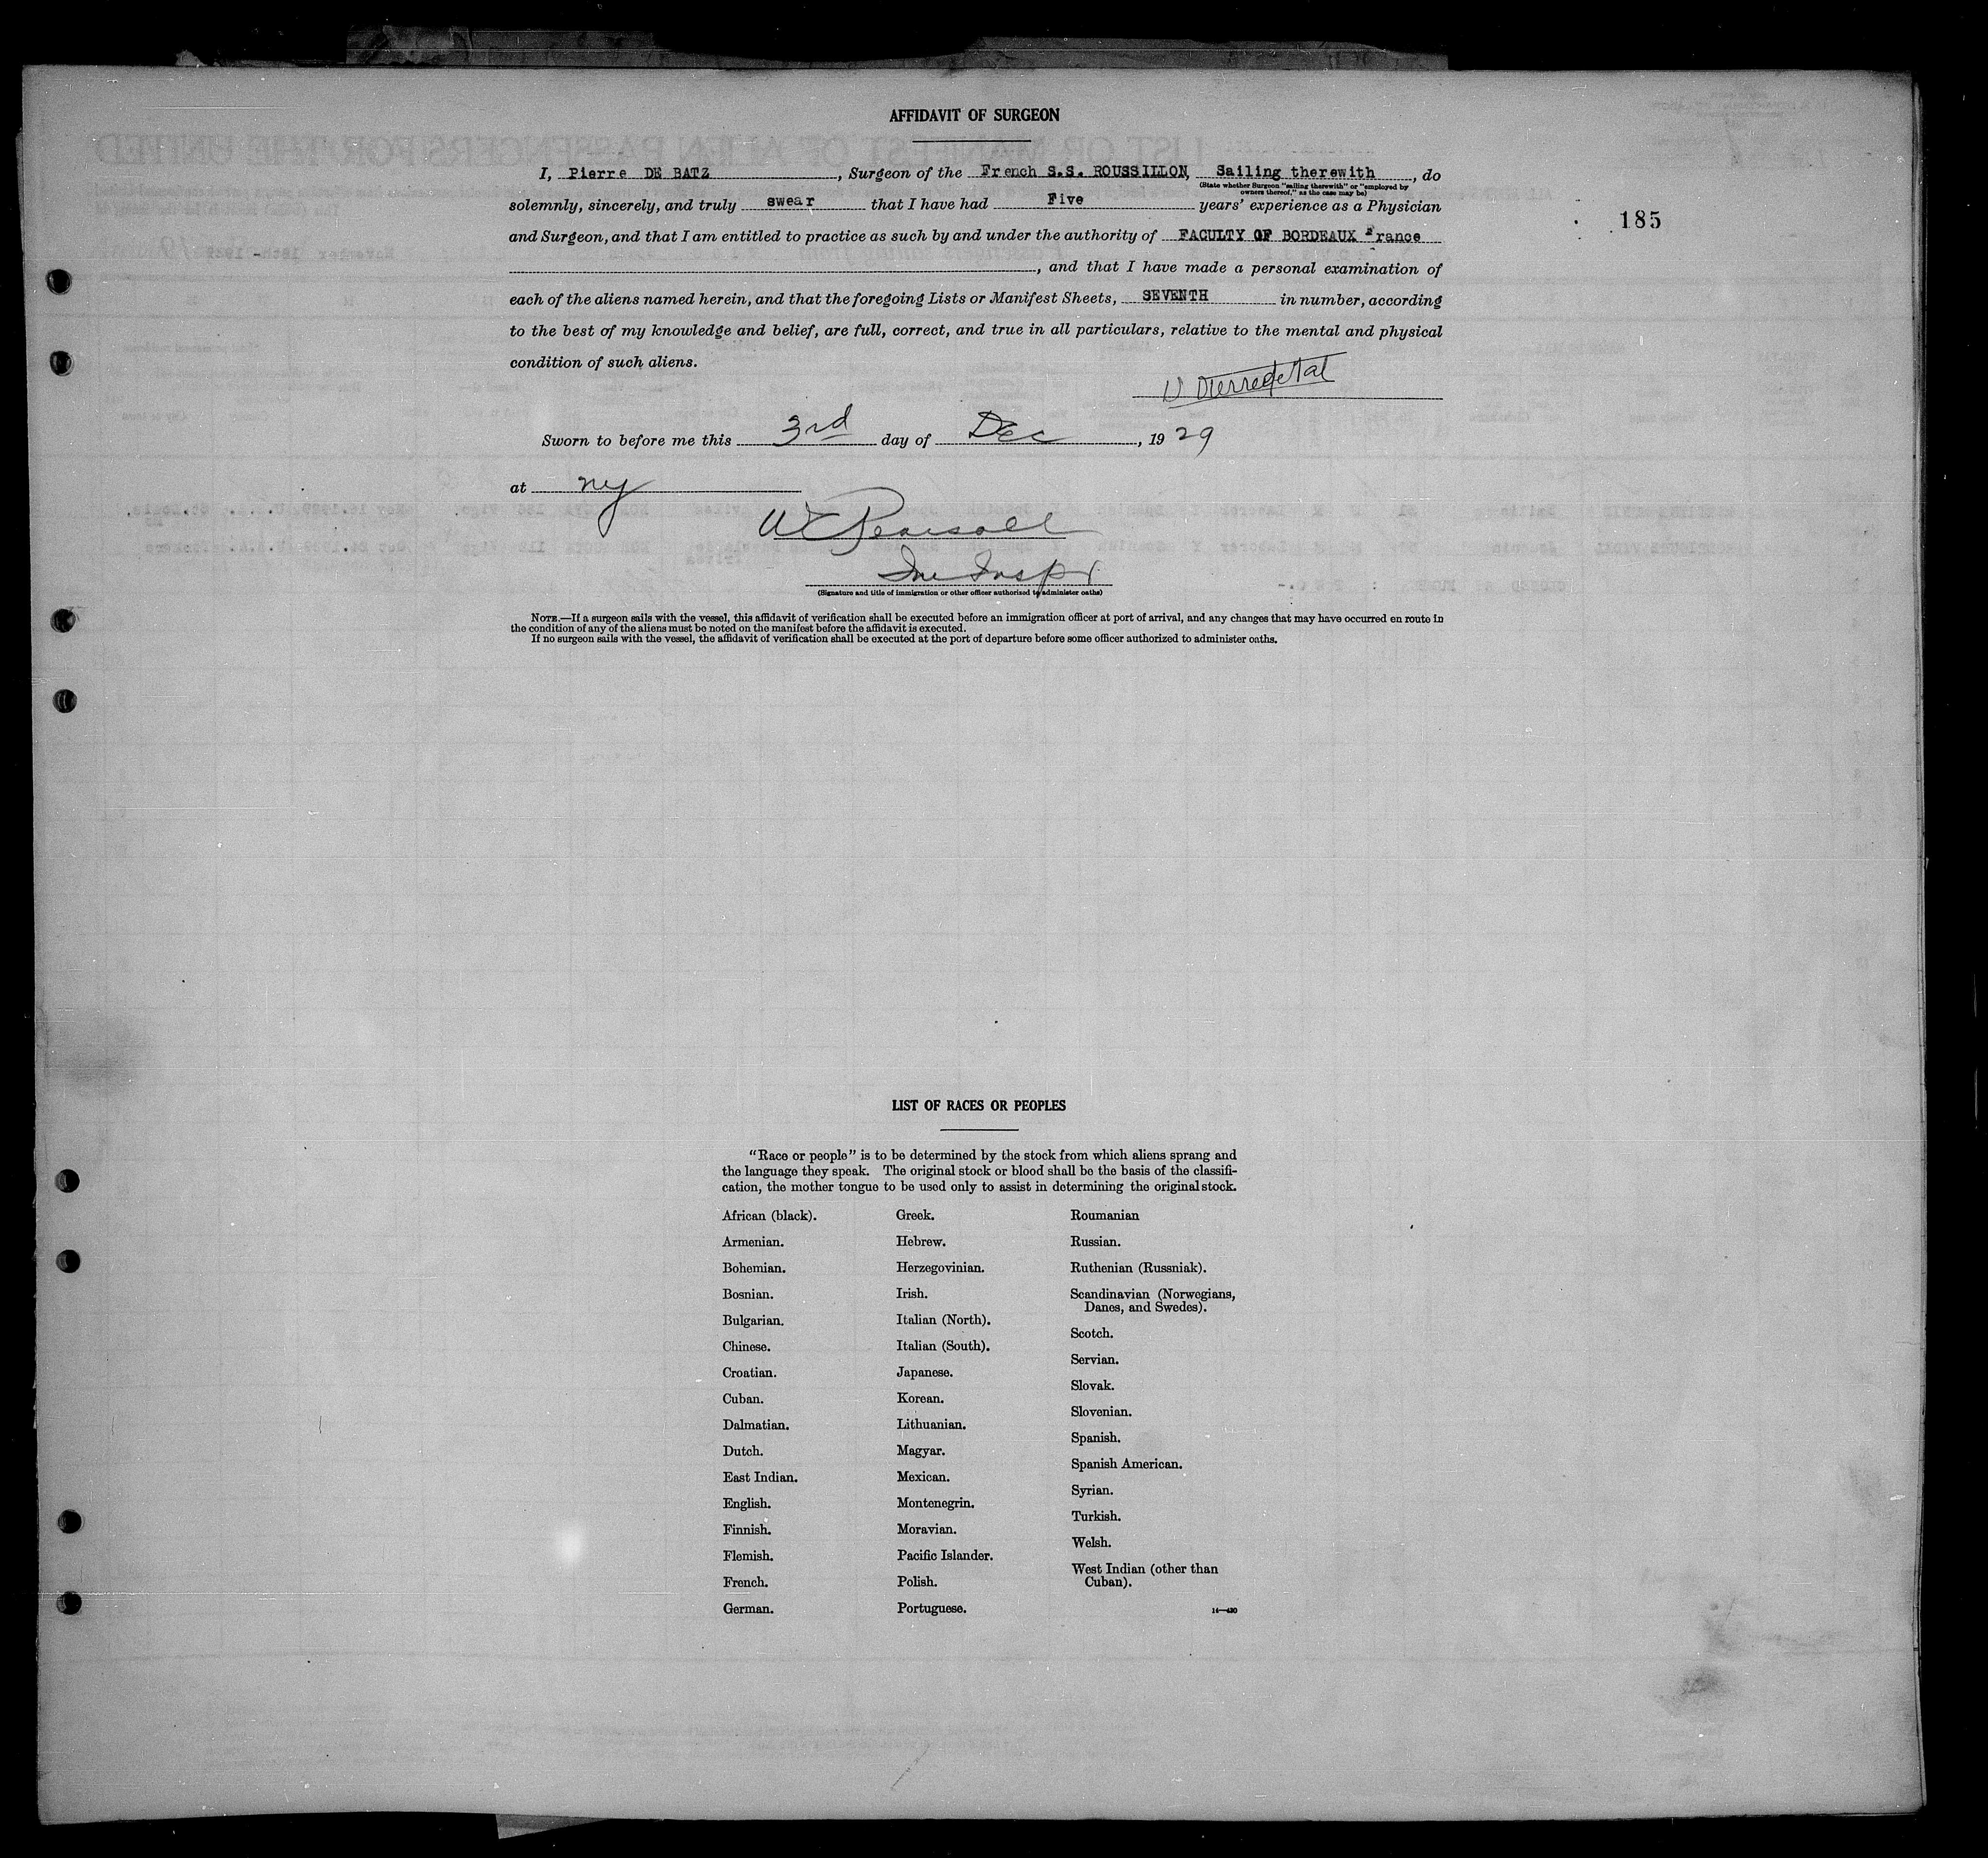 AFFIDAVIT OF SURGEON
I, Pierre DE BATZ, Surgeon of the French S.S. ROUSSILLON, Sailing therewith, do
(State whether Surgeon "sailing therewith" or "employed by
owners thereof," as the case may be)
solemnly, sincerely, and truly swear that I have had Five years' experience as a Physician
185
and Surgeon, and that I am entitled to practice as such by and under the authority of FACULTY OF BORDEAUX France
, and that I have made a personal examination of
each of the aliens named herein, and that the foregoing Lists or Manifest Sheets, SEVENTH in number, according
to the best of my knowledge and belief, are full, correct, and true in all particulars, relative to the mental and physical
condition of such aliens.
Sworn to before me this 3rd day of Dec, 1929
at ny
W Pearsall
Im Inspr
(Signature and title of immigration or other officer authorized to administer oaths)
NOTE.—If a surgeon sails with the vessel, this affidavit of verification shall be executed before an immigration officer at port of arrival, and any changes that may have occurred en route in
the condition of any of the aliens must be noted on the manifest before the affidavit is executed.
If no surgeon sails with the vessel, the affidavit of verification shall be executed at the port of departure before some officer authorized to administer oaths.
LIST OF RACES OR PEOPLES
"Race or people" is to be determined by the stock from which aliens sprang and
the language they speak. The original stock or blood shall be the basis of the classifi-
cation, the mother tongue to be used only to assist in determining the original stock.
African (black).
Armenian.
Bohemian.
Bosnian.
Bulgarian.
Chinese.
Croatian.
Cuban.
Dalmatian.
Dutch.
East Indian.
English.
Finnish.
Flemish.
French.
German.
Greek.
Hebrew.
Herzegovinian.
Irish.
Italian (North).
Italian (South).
Japanese.
Korean.
Lithuanian.
Magyar.
Mexican.
Montenegrin.
Moravian.
Pacific Islander.
Polish.
Portuguese.
Roumanian
Russian.
Ruthenian (Russniak).
Scandinavian (Norwegians,
Danes, and Swedes).
Scotch.
Servian.
Slovak.
Slovenian.
Spanish.
Spanish American.
Syrian.
Turkish.
Welsh.
West Indian (other than
Cuban).
14—430